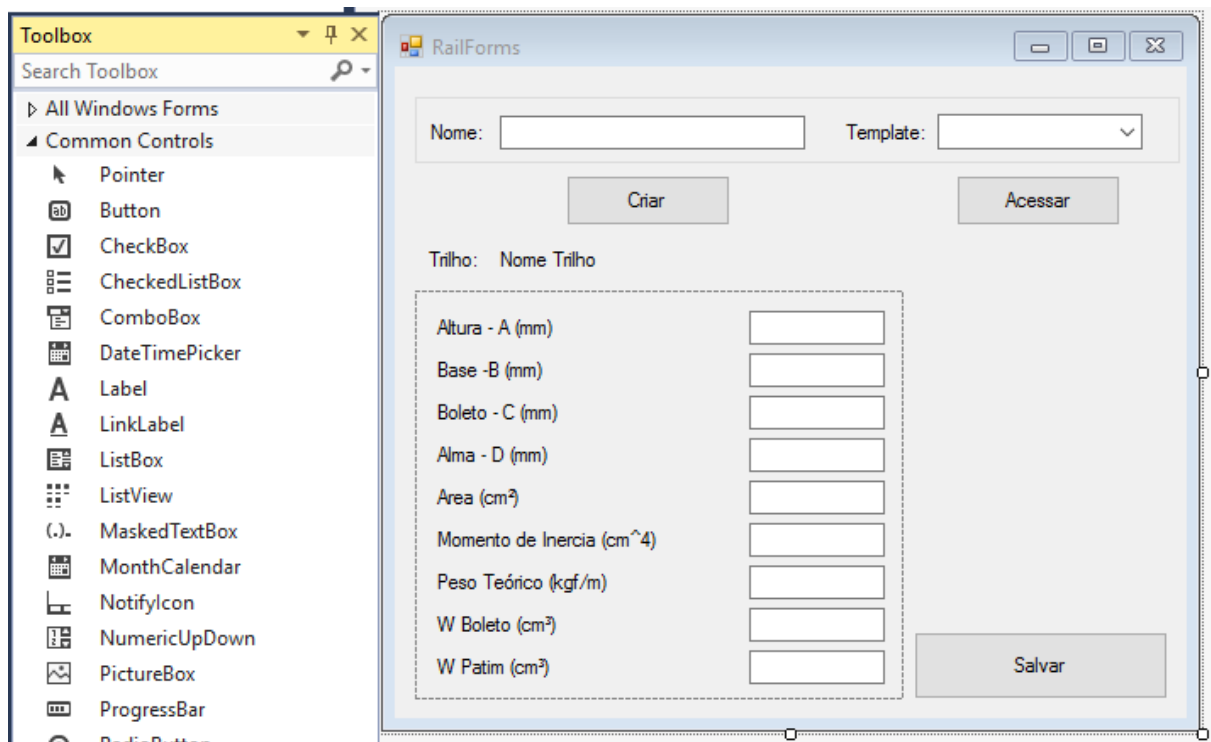 Toolbox
Search Toolbox
All Windows Forms
Common Controls
Pointer
Button
CheckBox
CheckedListBox
ComboBox
DateTimePicker
Label
LinkLabel
ListBox
ListView
MaskedTextBox
MonthCalendar
NotifyIcon
NumericUpDown
PictureBox
ProgressBar
RadioButton
RailForms
Nome: Template:
Criar Acessar
Trilho: Nome Trilho
Altura - A (mm)
Base -B (mm)
Boleto - C (mm)
Alma - D (mm)
Area (cm²)
Momento de Inercia (cm^4)
Peso Teórico (kgf/m)
W Boleto (cm³)
W Patim (cm³)
Salvar